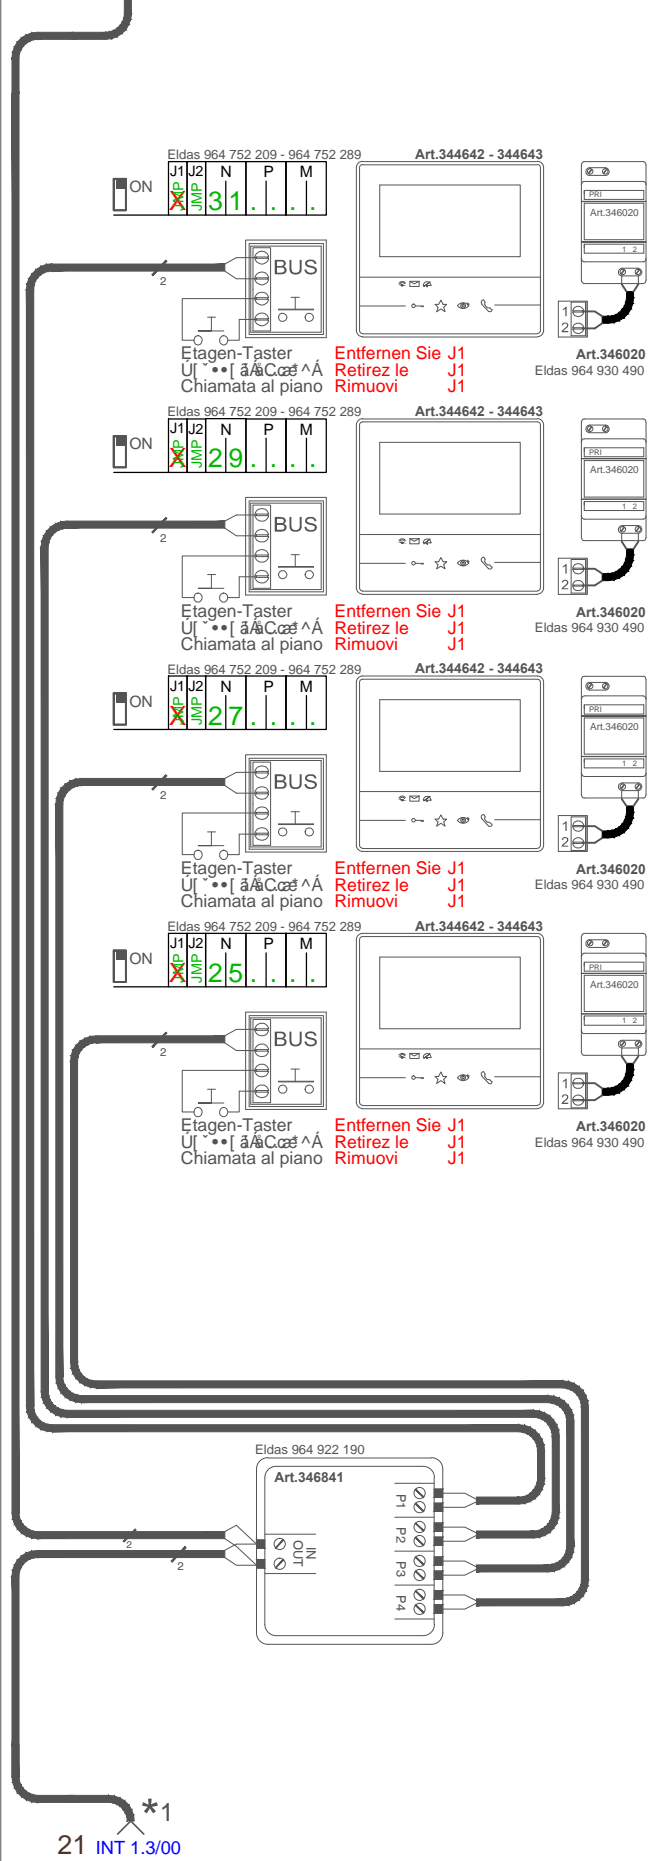 Eldas 964 752 209 - 964 752 289
Art.344642 - 344643
ON
J1 J2 N P M
JMP JMP 3 1 . . . .
PRI
Art.346020
1 2
BUS
2
1
2
Etagen-Taster
Entfernen Sie J1
Retirez le J1
Chiamata al piano
Rimuovi J1
Art.346020
Eldas 964 930 490
Eldas 964 752 209 - 964 752 289
Art.344642 - 344643
ON
J1 J2 N P M
JMP JMP 2 9 . . . .
PRI
Art.346020
1 2
BUS
2
1
2
Etagen-Taster
Entfernen Sie J1
Retirez le J1
Chiamata al piano
Rimuovi J1
Art.346020
Eldas 964 930 490
Eldas 964 752 209 - 964 752 289
Art.344642 - 344643
ON
J1 J2 N P M
JMP JMP 2 7 . . . .
PRI
Art.346020
1 2
BUS
2
1
2
Etagen-Taster
Entfernen Sie J1
Retirez le J1
Chiamata al piano
Rimuovi J1
Art.346020
Eldas 964 930 490
Eldas 964 752 209 - 964 752 289
Art.344642 - 344643
ON
J1 J2 N P M
JMP JMP 2 5 . . . .
PRI
Art.346020
1 2
BUS
2
1
2
Etagen-Taster
Entfernen Sie J1
Retirez le J1
Chiamata al piano
Rimuovi J1
Art.346020
Eldas 964 930 490
Eldas 964 922 190
Art.346841
P1
P2
P3
P4
IN
OUT
2
2
*1
21 INT 1.3/00